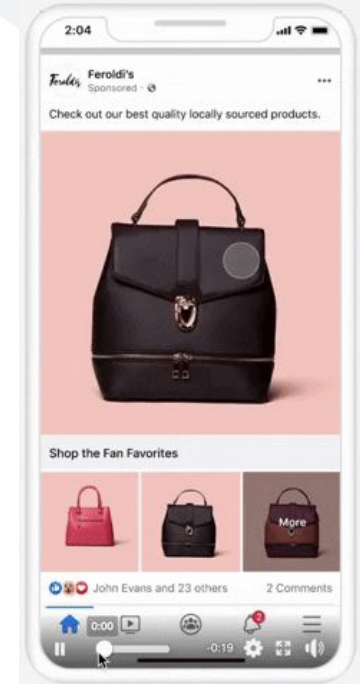 2:04
Feroldi's
Feroldi's
Sponsored ·
Check out our best quality locally sourced products.
Shop the Fan Favorites
More
John Evans and 23 others 2 Comments
2
0:00
-0:19